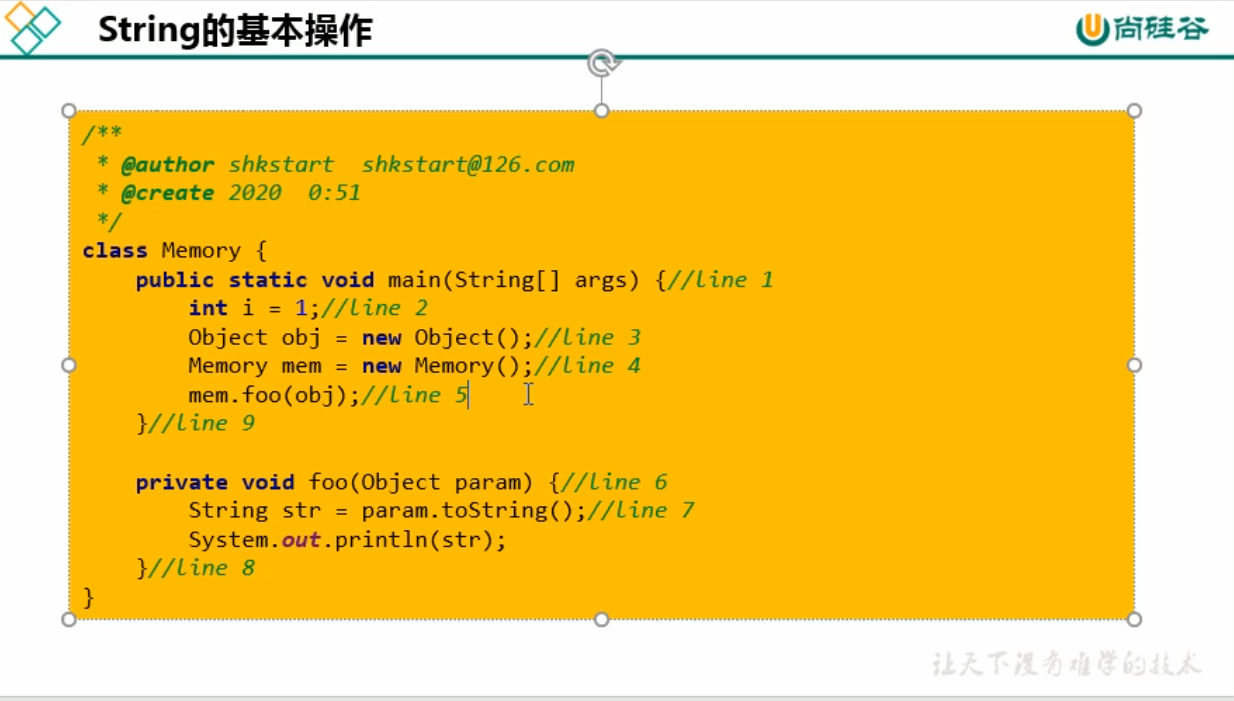 String的基本操作
尚硅谷
/**
 * @author shkstart  shkstart@126.com
 * @create 2020  0:51
 */
class Memory {
    public static void main(String[] args) {//line 1
        int i = 1;//line 2
        Object obj = new Object();//line 3
        Memory mem = new Memory();//line 4
        mem.foo(obj);//line 5
    }//line 9

    private void foo(Object param) {//line 6
        String str = param.toString();//line 7
        System.out.println(str);
    }//line 8
}
让天下没有难学的技术